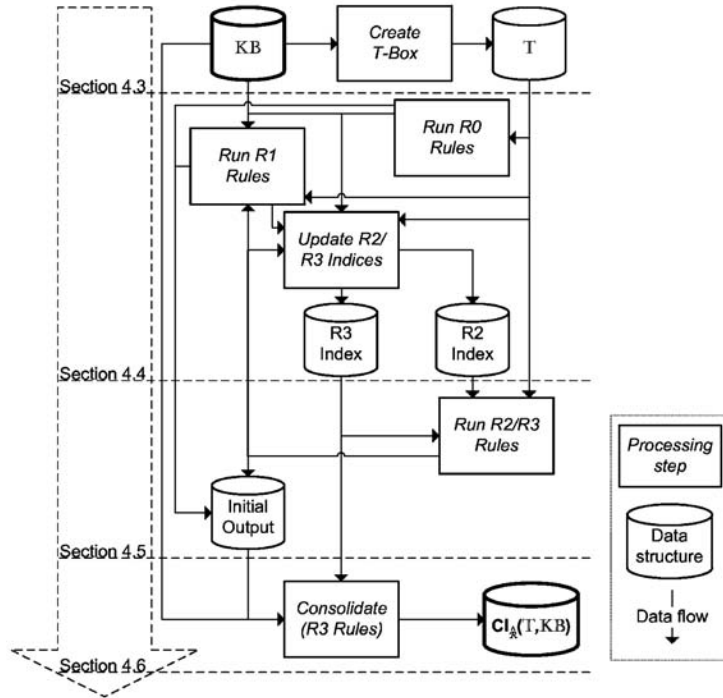 KB
Create
T-Box
T
Section 4.3
Run R0
Rules
Run R1
Rules
Update R2/
R3 Indices
R3
Index
R2
Index
Section 4.4
Run R2/R3
Rules
Processing
step
Initial
Output
Data
structure
Section 4.5
Data flow
Consolidate
(R3 Rules)
Cl (T,KB)
Section 4.6